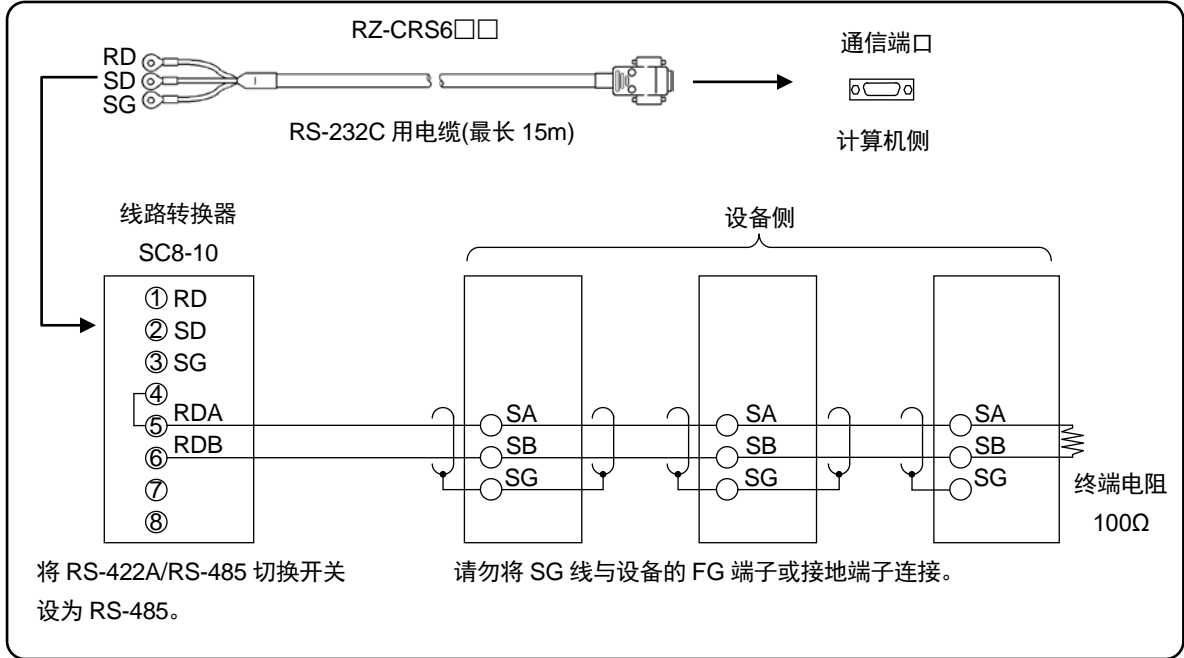 RZ-CRS6□□
RD
SD
SG
RS-232C 用电缆(最长 15m)
通信端口
计算机侧
线路转换器
SC8-10
设备侧
① RD
② SD
③ SG
④
⑤ RDA
⑥ RDB
⑦
⑧
SA
SB
SG
SA
SB
SG
SA
SB
SG
终端电阻
100Ω
将 RS-422A/RS-485 切换开关
设为 RS-485。
请勿将 SG 线与设备的 FG 端子或接地端子连接。